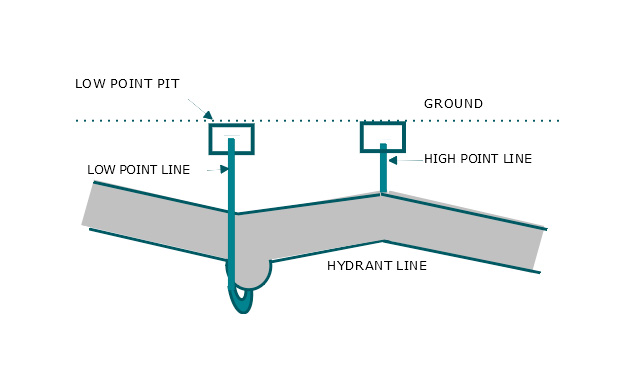 LOW POINT PIT
GROUND
HIGH POINT LINE
LOW POINT LINE
HYDRANT LINE